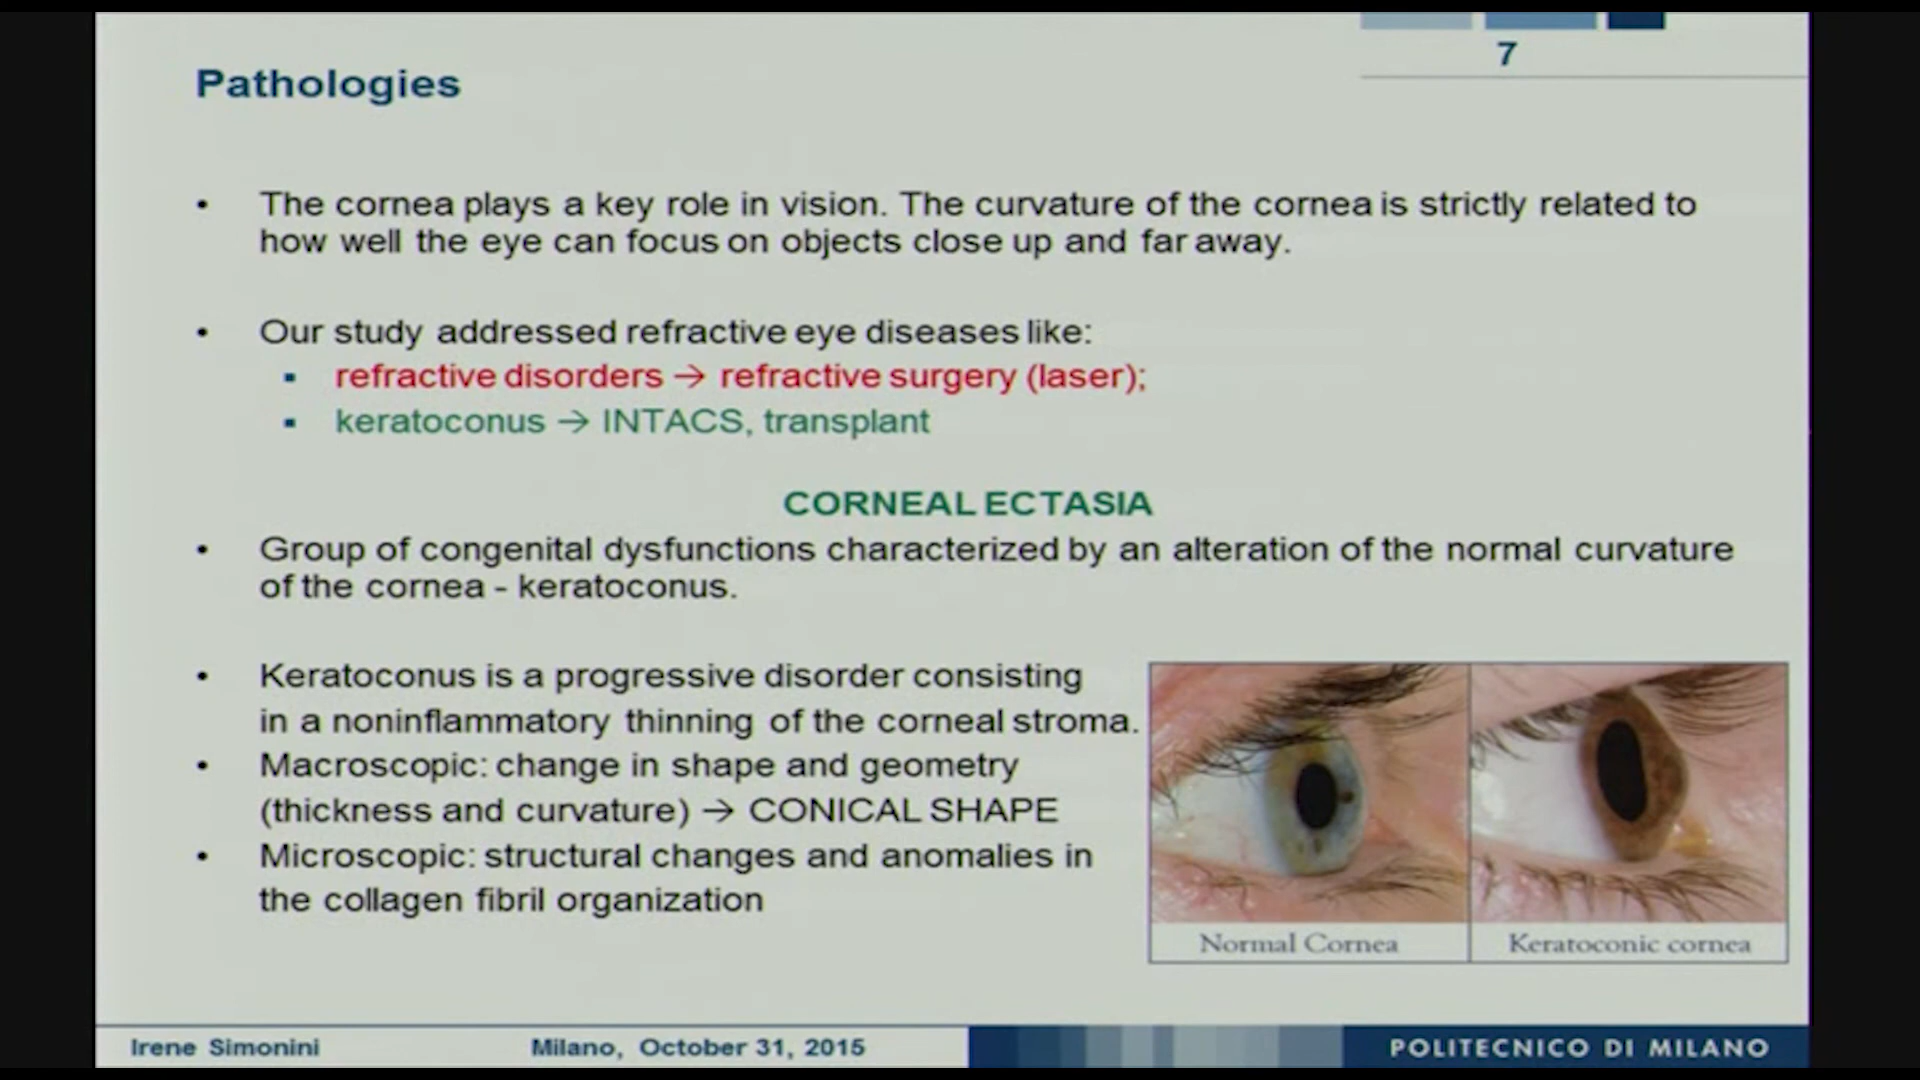 7
Pathologies
• The cornea plays a key role in vision. The curvature of the cornea is strictly related to
how well the eye can focus on objects close up and far away.
• Our study addressed refractive eye diseases like:
▪ refractive disorders → refractive surgery (laser);
▪ keratoconus → INTACS, transplant
CORNEAL ECTASIA
• Group of congenital dysfunctions characterized by an alteration of the normal curvature
of the cornea - keratoconus.
• Keratoconus is a progressive disorder consisting
in a noninflammatory thinning of the corneal stroma.
• Macroscopic: change in shape and geometry
(thickness and curvature) → CONICAL SHAPE
• Microscopic: structural changes and anomalies in
the collagen fibril organization
Normal Cornea
Keratoconic cornea
Irene Simonini
Milano, October 31, 2015
POLITECNICO DI MILANO